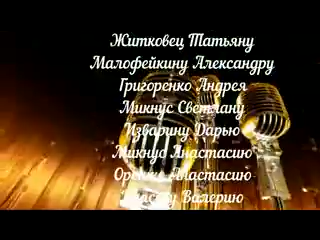 Житковец Татьяну
Малофейкину Александру
Григоренко Андрея
Микнус Светлану
Изварину Дарью
Микнус Анастасию
Анастасию
Валерию